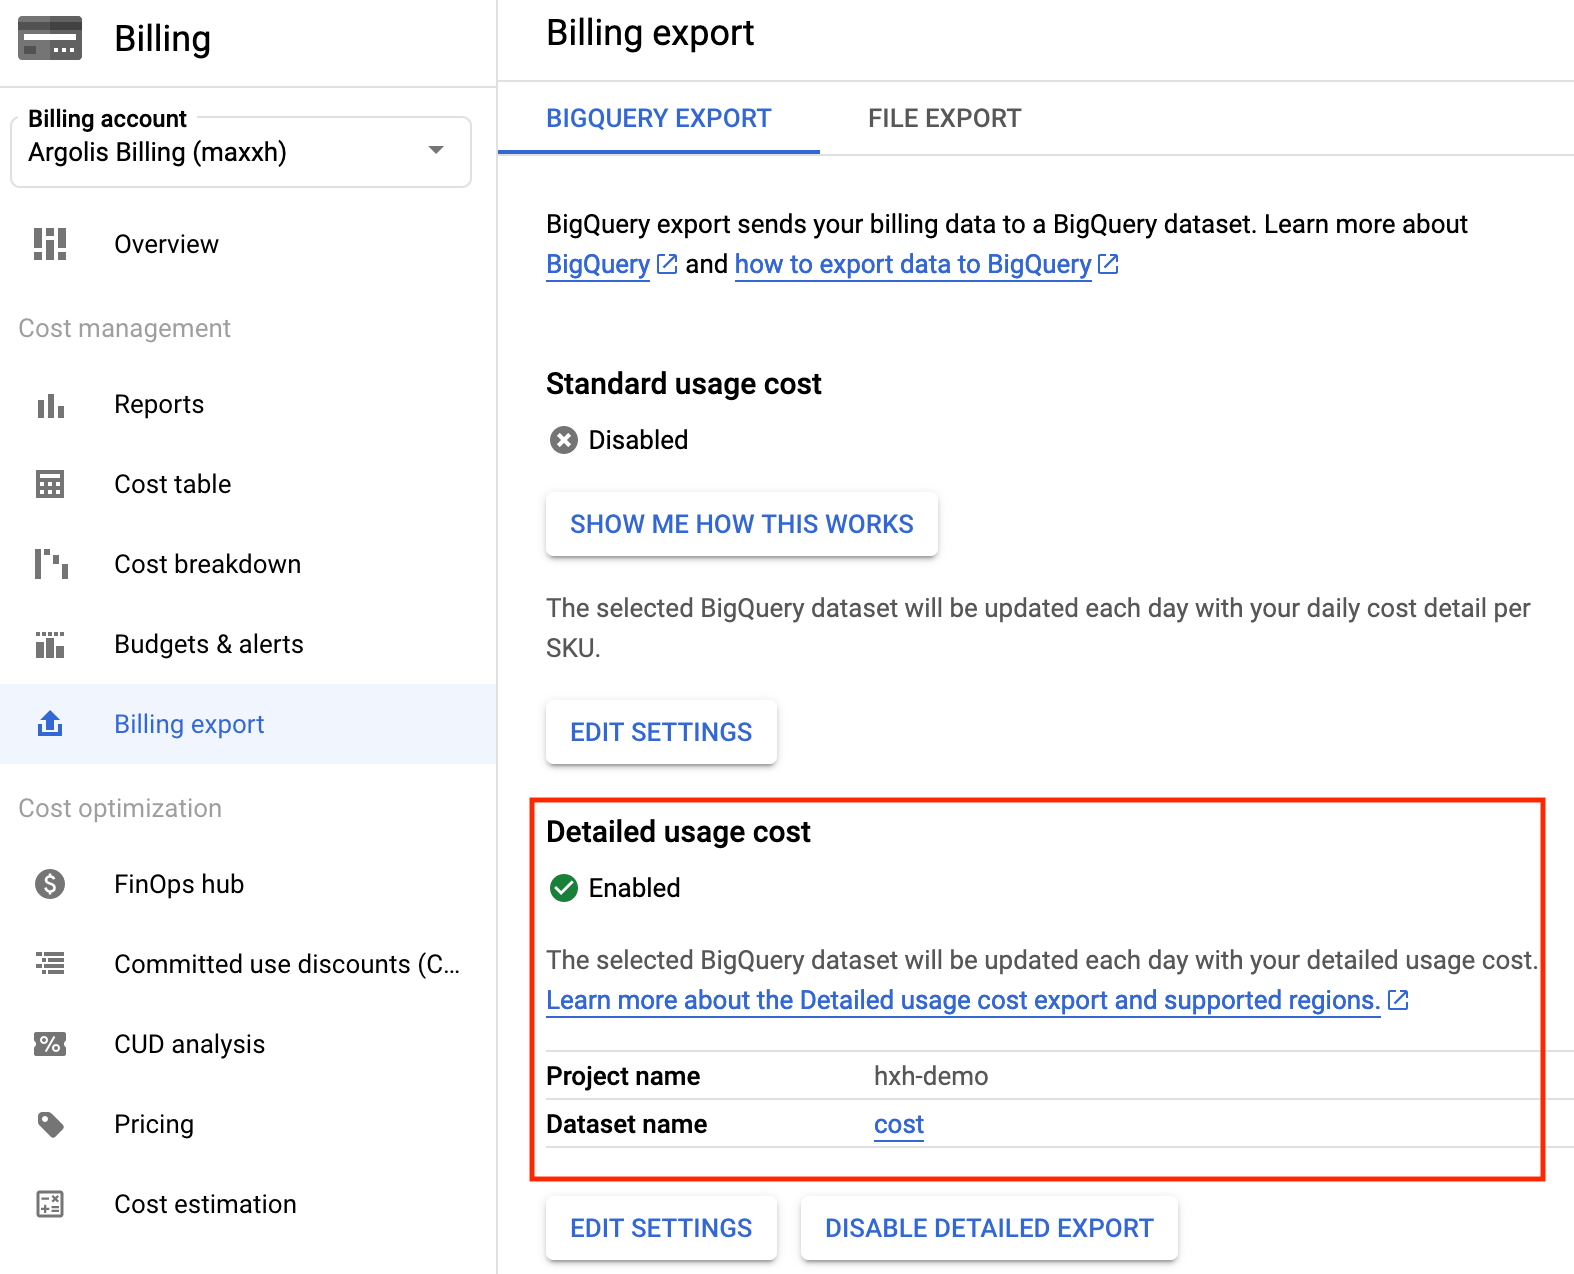 Billing
Billing account
Argolis Billing (maxxh)
Overview
Cost management
Reports
Cost table
Cost breakdown
Budgets & alerts
Billing export
Cost optimization
FinOps hub
Committed use discounts (C...
CUD analysis
Pricing
Cost estimation
Billing export
BIGQUERY EXPORT
FILE EXPORT
BigQuery export sends your billing data to a BigQuery dataset. Learn more about
BigQuery and how to export data to BigQuery
Standard usage cost
Disabled
SHOW ME HOW THIS WORKS
The selected BigQuery dataset will be updated each day with your daily cost detail per
SKU.
EDIT SETTINGS
Detailed usage cost
Enabled
The selected BigQuery dataset will be updated each day with your detailed usage cost.
Learn more about the Detailed usage cost export and supported regions.
Project name hxh-demo
Dataset name cost
EDIT SETTINGS
DISABLE DETAILED EXPORT